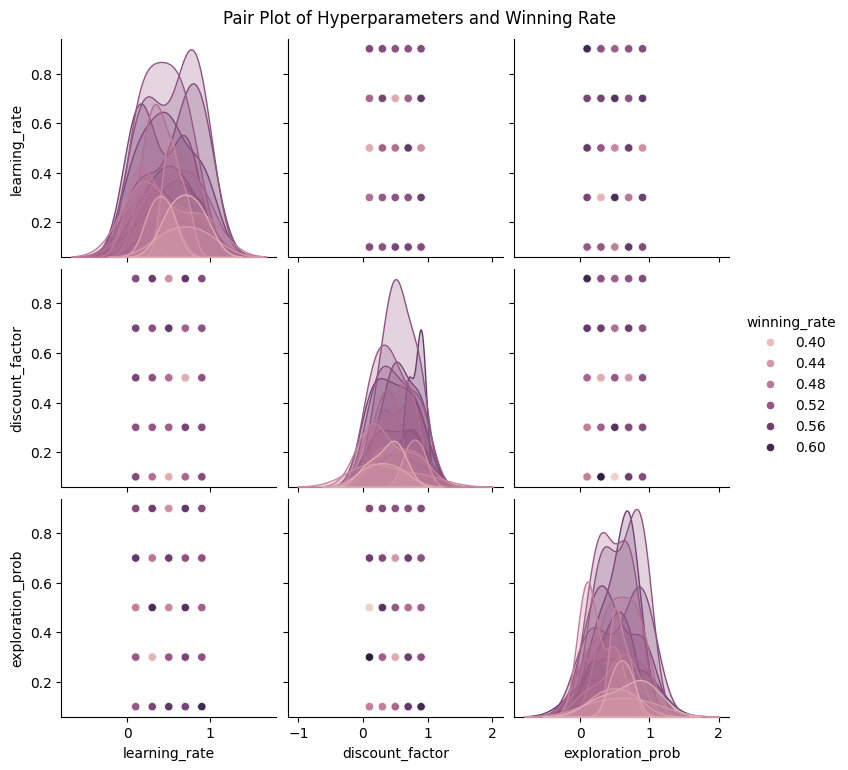 Pair Plot of Hyperparameters and Winning Rate
learning_rate
0.8
0.6
0.4
0.2
discount_factor
0.8
0.6
0.4
0.2
exploration_prob
0.8
0.6
0.4
0.2
0 1
learning_rate
−1 0 1 2
discount_factor
0 1 2
exploration_prob
winning_rate
0.40
0.44
0.48
0.52
0.56
0.60